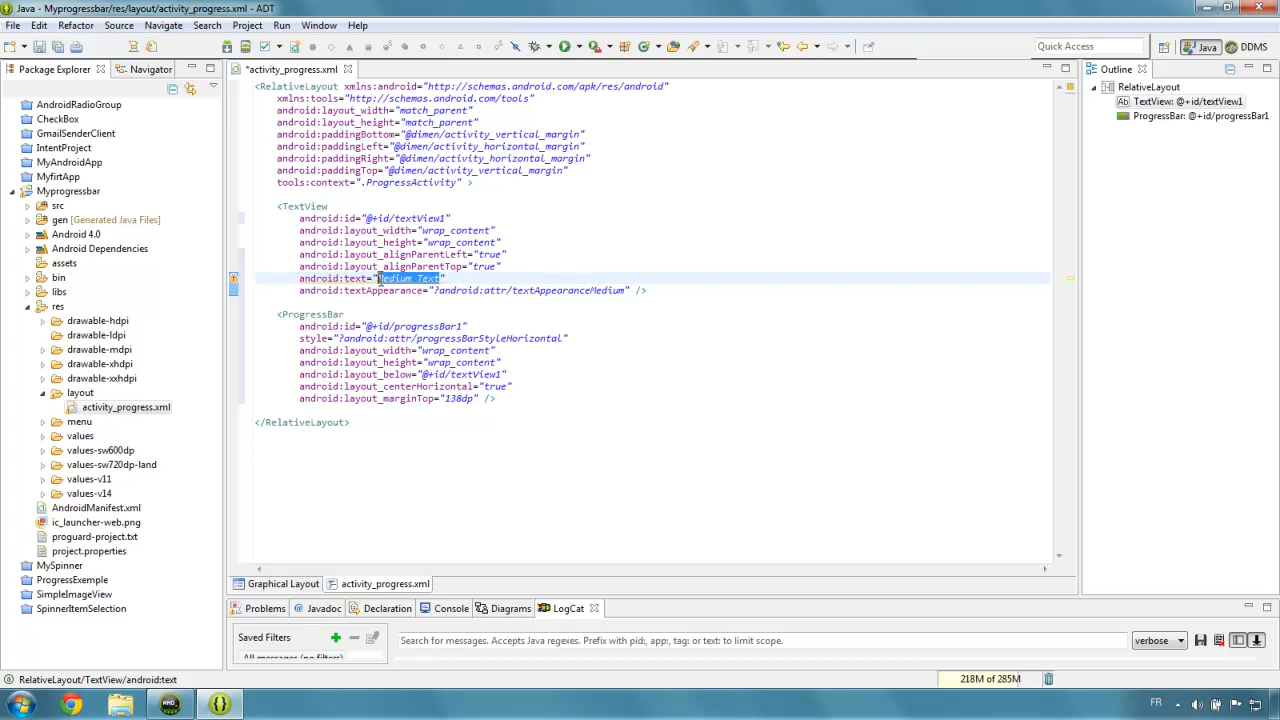 Java - Myprogressbar/res/layout/activity_progress.xml - ADT
File Edit Refactor Source Navigate Search Project Run Window Help
Quick Access Java DDMS
Package Explorer Navigator
AndroidRadioGroup
CheckBox
GmailSenderClient
IntentProject
MyAndroidApp
MyfirtApp
Myprogressbar
src
gen [Generated Java Files]
Android 4.0
Android Dependencies
assets
bin
libs
res
drawable-hdpi
drawable-ldpi
drawable-mdpi
drawable-xhdpi
drawable-xxhdpi
layout
activity_progress.xml
menu
values
values-sw600dp
values-sw720dp-land
values-v11
values-v14
AndroidManifest.xml
ic_launcher-web.png
proguard-project.txt
project.properties
MySpinner
ProgressExemple
SimpleImageView
SpinnerItemSelection
*activity_progress.xml
<RelativeLayout xmlns:android="http://schemas.android.com/apk/res/android"
xmlns:tools="http://schemas.android.com/tools"
android:layout_width="match_parent"
android:layout_height="match_parent"
android:paddingBottom="@dimen/activity_vertical_margin"
android:paddingLeft="@dimen/activity_horizontal_margin"
android:paddingRight="@dimen/activity_horizontal_margin"
android:paddingTop="@dimen/activity_vertical_margin"
tools:context=".ProgressActivity" >
<TextView
android:id="@+id/textView1"
android:layout_width="wrap_content"
android:layout_height="wrap_content"
android:layout_alignParentLeft="true"
android:layout_alignParentTop="true"
android:text="Medium Text"
android:textAppearance="?android:attr/textAppearanceMedium" />
<ProgressBar
android:id="@+id/progressBar1"
style="?android:attr/progressBarStyleHorizontal"
android:layout_width="wrap_content"
android:layout_height="wrap_content"
android:layout_below="@+id/textView1"
android:layout_centerHorizontal="true"
android:layout_marginTop="138dp" />
</RelativeLayout>
Graphical Layout activity_progress.xml
Outline
RelativeLayout
Ab TextView: @+id/textView1
ProgressBar: @+id/progressBar1
Problems Javadoc Declaration Console Diagrams LogCat
Saved Filters
All messages (no filters)
Search for messages. Accepts Java regexes. Prefix with pid:, app:, tag: or text: to limit scope.
verbose
RelativeLayout/TextView/android:text
218M of 285M
FR